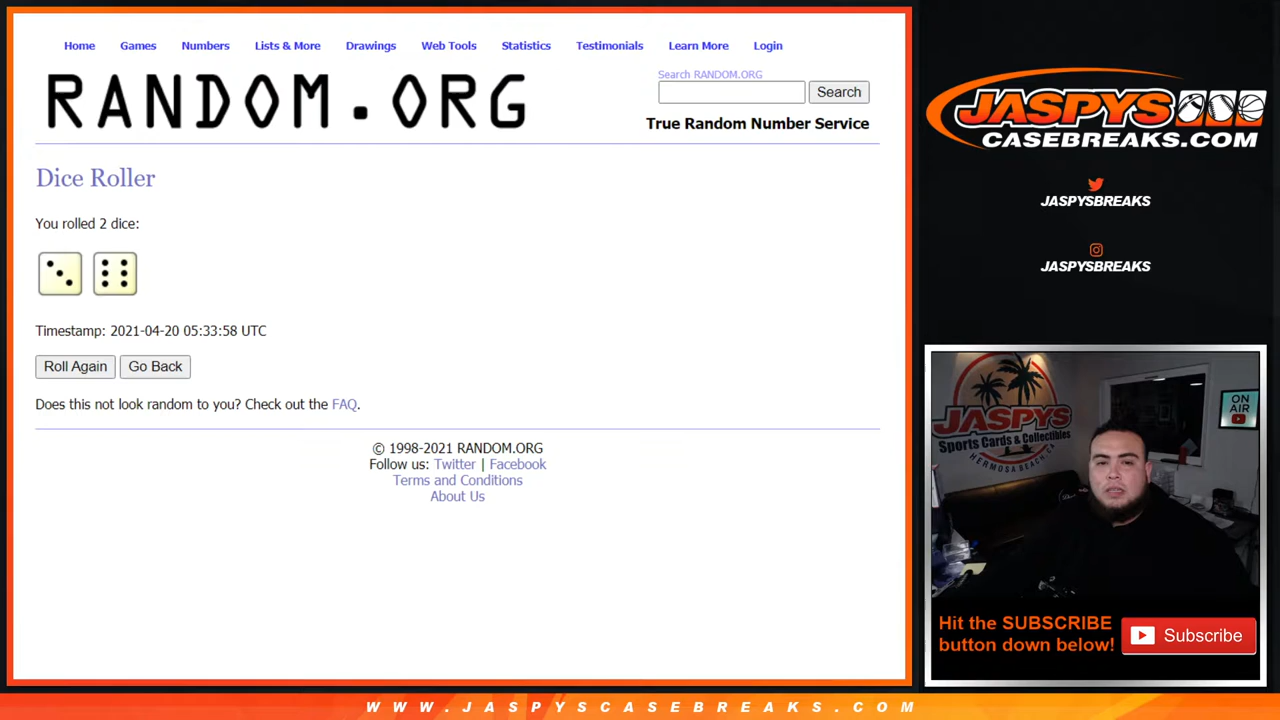 Home Games Numbers Lists & More Drawings Web Tools Statistics Testimonials Learn More Login
RANDOM.ORG
Search RANDOM.ORG
Search
True Random Number Service
Dice Roller
You rolled 2 dice:
Timestamp: 2021-04-20 05:33:58 UTC
Roll Again Go Back
Does this not look random to you? Check out the FAQ.
© 1998-2021 RANDOM.ORG
Follow us: Twitter | Facebook
Terms and Conditions
About Us
JASPYS
CASEBREAKS.COM
JASPYSBREAKS
JASPYSBREAKS
JASPYS
Sports Cards & Collectibles
HERMOSA BEACH, CA
ON
AIR
Hit the SUBSCRIBE
button down below!
Subscribe
WWW.JASPYSCASEBREAKS.COM